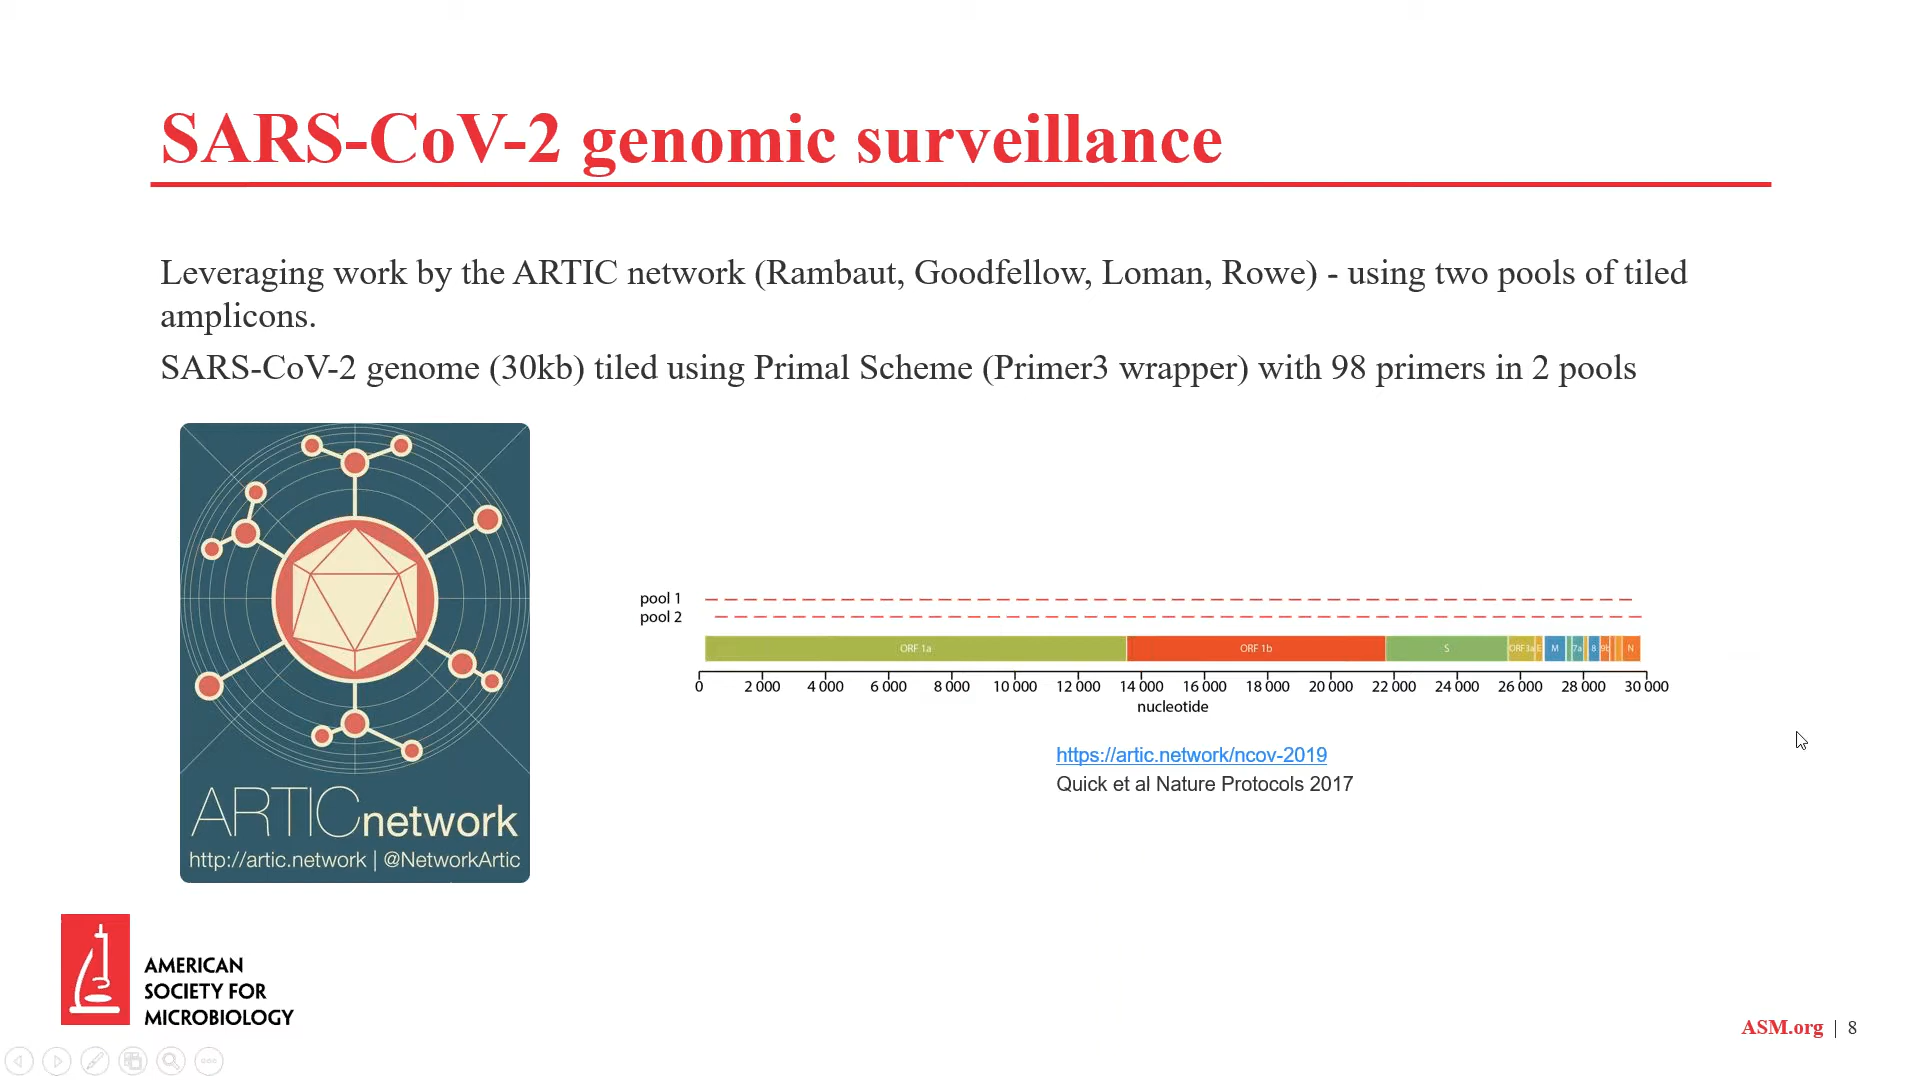 SARS-CoV-2 genomic surveillance
Leveraging work by the ARTIC network (Rambaut, Goodfellow, Loman, Rowe) - using two pools of tiled
amplicons.
SARS-CoV-2 genome (30kb) tiled using Primal Scheme (Primer3 wrapper) with 98 primers in 2 pools
ARTICnetwork
http://artic.network | @NetworkArtic
pool 1
pool 2
ORF 1a ORF 1b S ORF3a E M 7a 8 9b N
0 2 000 4 000 6 000 8 000 10 000 12 000 14 000 16 000 18 000 20 000 22 000 24 000 26 000 28 000 30 000
nucleotide
https://artic.network/ncov-2019
Quick et al Nature Protocols 2017
AMERICAN
SOCIETY FOR
MICROBIOLOGY
ASM.org | 8